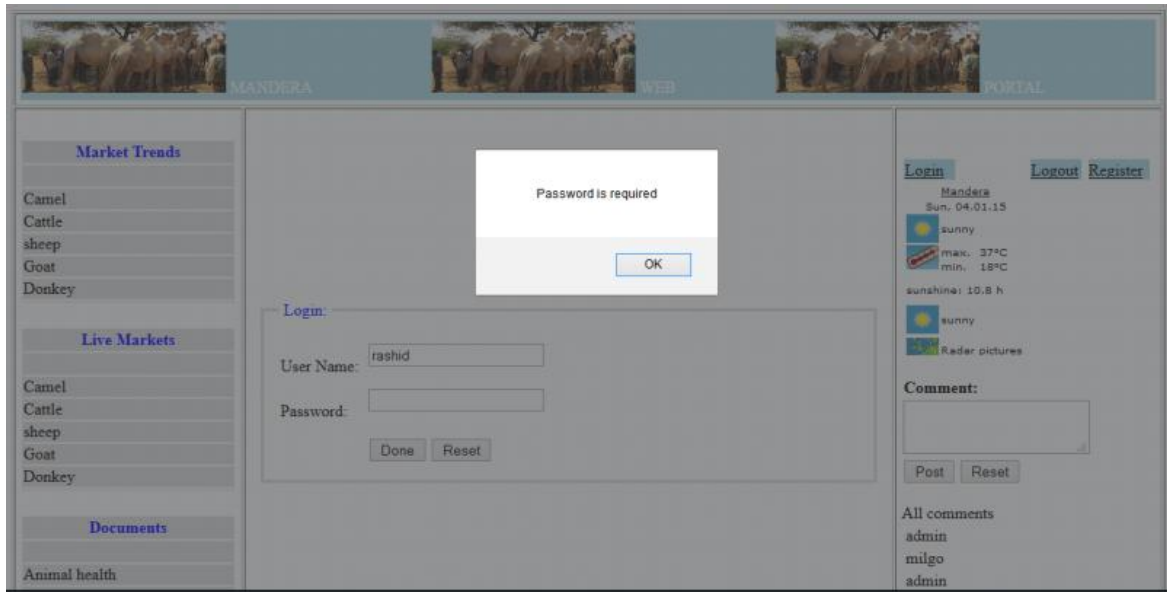 MANDERA WEB PORTAL
Market Trends
Camel
Cattle
sheep
Goat
Donkey
Live Markets
Camel
Cattle
sheep
Goat
Donkey
Documents
Animal health
Password is required
OK
Login:
User Name: rashid
Password:
Done Reset
Login Logout Register
Mandera
Sun, 04.01.15
sunny
max. 37°C
min. 18°C
sunshine: 10.8 h
sunny
Radar pictures
Comment:
Post Reset
All comments
admin
milgo
admin